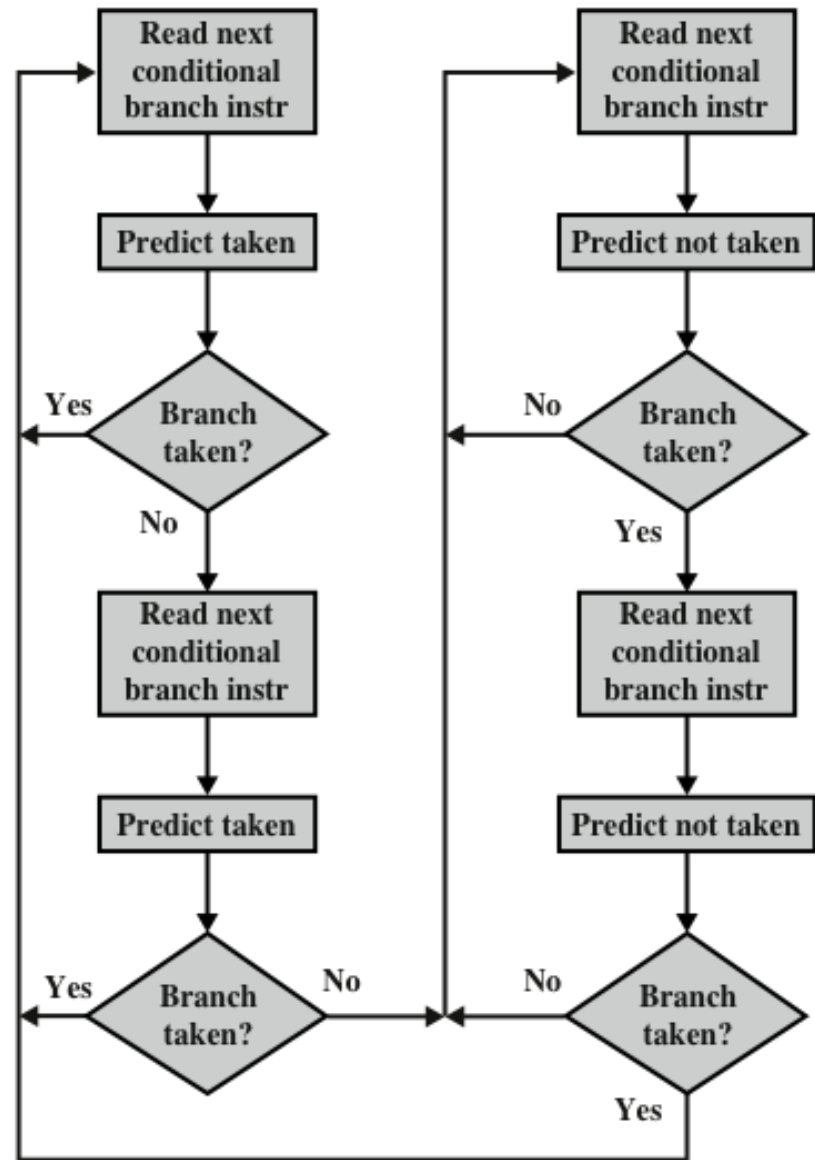 Read next
conditional
branch instr
Predict taken
Yes
Branch
taken?
No
Read next
conditional
branch instr
Predict taken
Yes
Branch
taken?
No
Read next
conditional
branch instr
Predict not taken
No
Branch
taken?
Yes
Read next
conditional
branch instr
Predict not taken
No
Branch
taken?
Yes